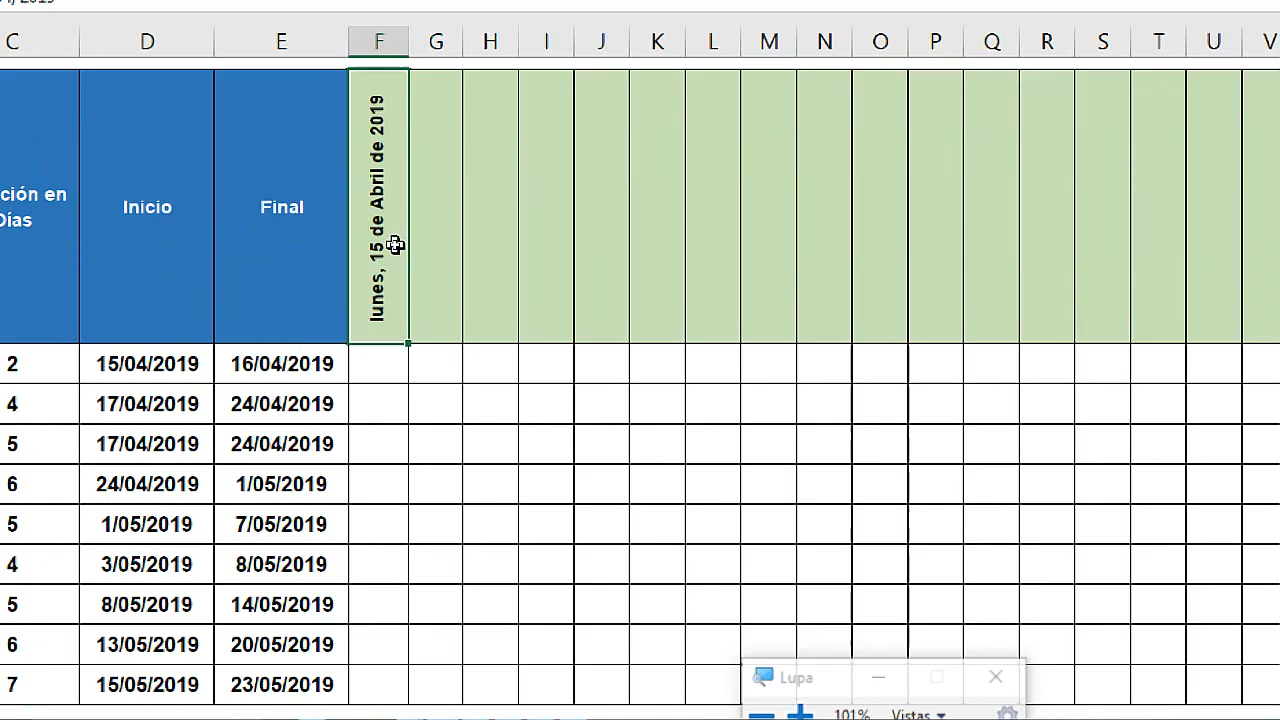 C D E F G H I J K L M N O P Q R S T U V
ción en
Días
Inicio
Final
lunes, 15 de Abril de 2019
2 15/04/2019 16/04/2019
4 17/04/2019 24/04/2019
5 17/04/2019 24/04/2019
6 24/04/2019 1/05/2019
5 1/05/2019 7/05/2019
4 3/05/2019 8/05/2019
5 8/05/2019 14/05/2019
6 13/05/2019 20/05/2019
7 15/05/2019 23/05/2019
Lupa
101% Vistas